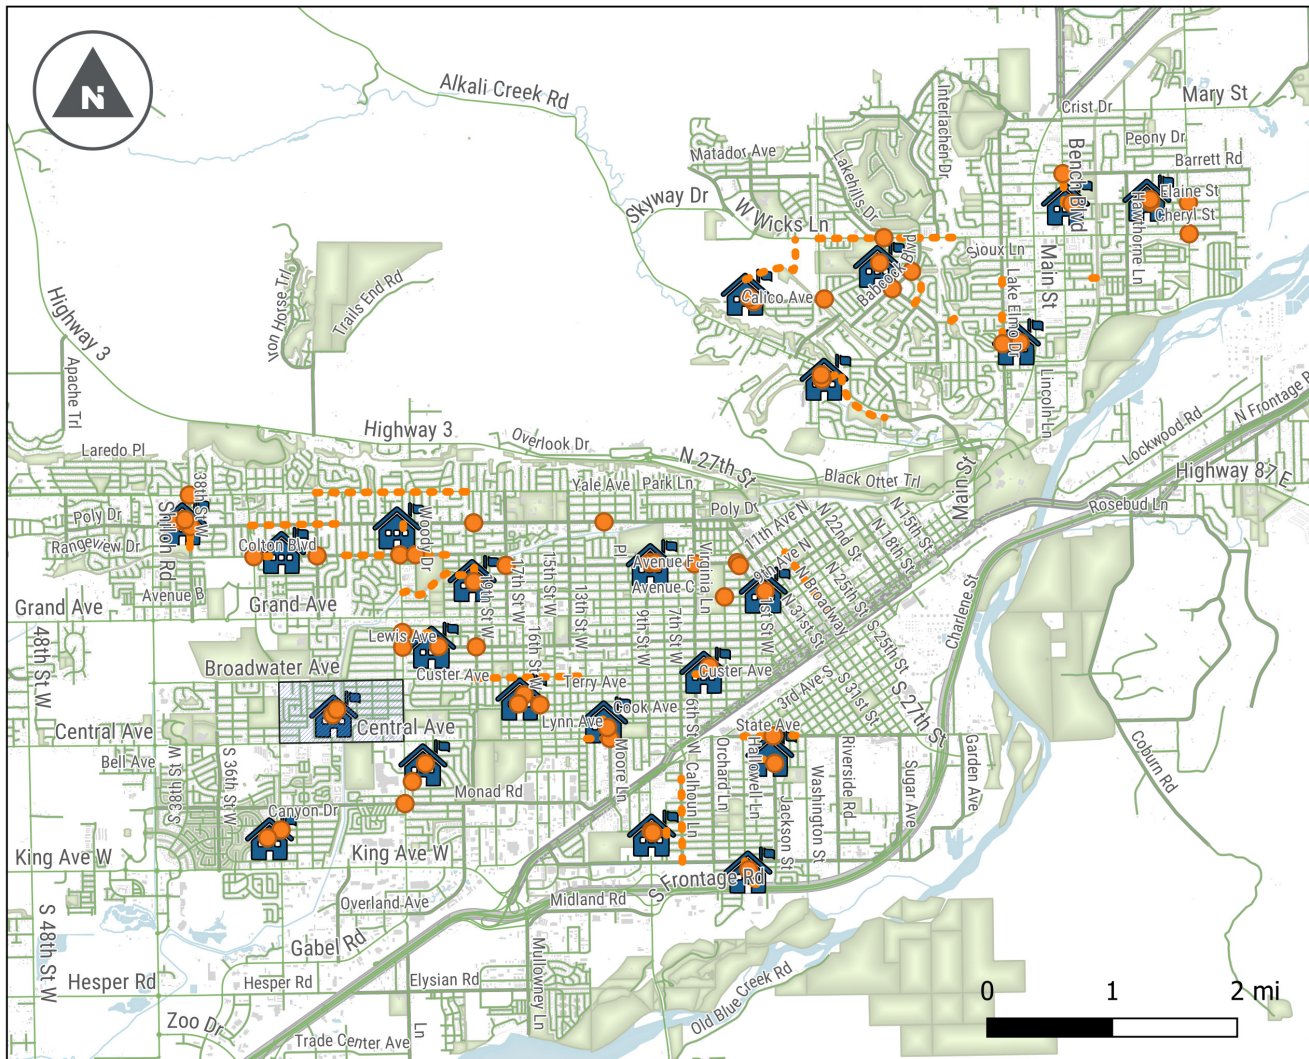 N
Alkali Creek Rd
Mary St
Crist Dr
Interlachen Dr
Peony Dr
Barrett Rd
Bench Blvd
Matador Ave
Lakehills Dr
Elaine St
Cheryl St
Hawthorne Ln
Skyway Dr
W Wicks Ln
Sioux Ln
Babcock Blvd
Main St
Lake Elmo Dr
Calico Ave
Trails End Rd
Highway 3
Apache Trl
Lincoln Ln
N Frontage R
Lockwood Rd
Highway 3
Overlook Dr
Laredo Pl
N 27th St
Black Otter Trl
Main St
Highway 87 E
Rosebud Ln
Yale Ave
Park Ln
38th St W
Poly Dr
Poly Dr
Shiloh Rd
Rangeview Dr
Colton Blvd
Woody Dr
11th Ave N
9th Ave N
N 22nd St
N 18th St
N 15th St
N 25th St
N Broadway
N 31st St
Avenue F
Avenue C
Virginia Ln
Pl
Avenue B
Grand Ave
Grand Ave
19th St W
17th St W
15th St W
13th St W
16th St W
9th St W
7th St W
1st St W
Charlene St
48th St W
Lewis Ave
Broadwater Ave
Custer Ave
Custer Ave
Terry Ave
S 25th St
S 27th St
3rd Ave S
S 31st St
Central Ave
Central Ave
Lynn Ave
Cook Ave
6th St W
State Ave
Bell Ave
W St S 38th
S 36th St W
Monad Rd
Moore Ln
Calhoun Ln
Orchard Ln
Hallowell Ln
Jackson St
Washington St
Riverside Rd
Sugar Ave
Garden Ave
Coburn Rd
Canyon Dr
King Ave W
King Ave W
S Frontage Rd
Overland Ave
Midland Rd
S 48th St W
Gabel Rd
Hesper Rd
Hesper Rd
Elysian Rd
Mullowney Ln
Old Blue Creek Rd
Zoo Dr
Trade Center Ave
Ln
0 1 2 mi